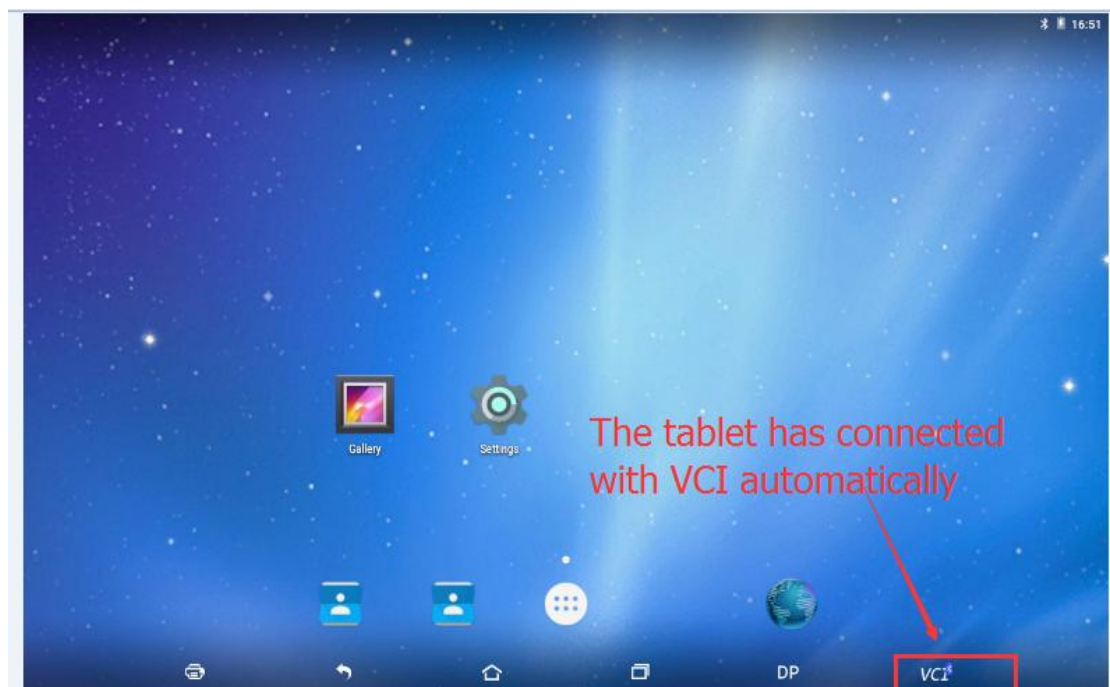 16:51
Gallery
Settings
The tablet has connected
with VCI automatically
DP
VCI